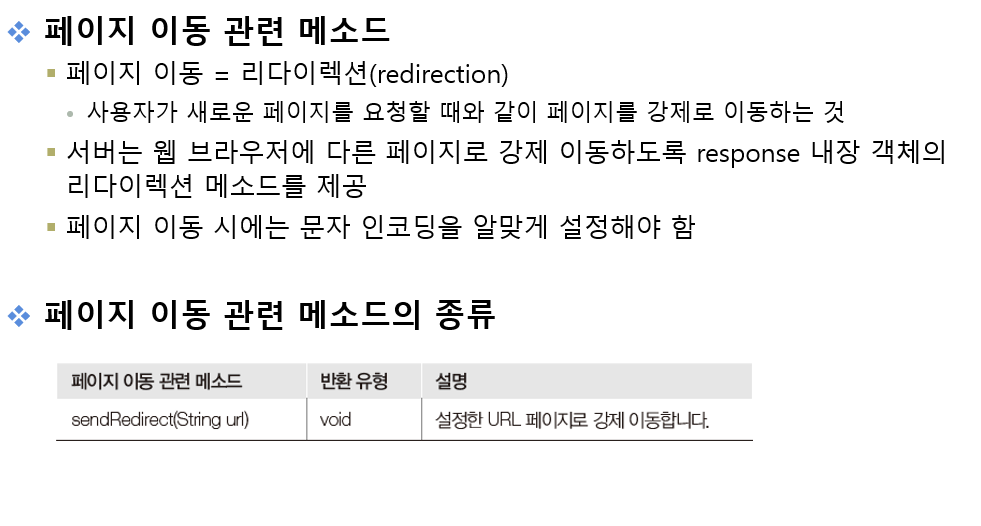 페이지 이동 관련 메소드
페이지 이동 = 리다이렉션(redirection)
사용자가 새로운 페이지를 요청할 때와 같이 페이지를 강제로 이동하는 것
서버는 웹 브라우저에 다른 페이지로 강제 이동하도록 response 내장 객체의
리다이렉션 메소드를 제공
페이지 이동 시에는 문자 인코딩을 알맞게 설정해야 함
페이지 이동 관련 메소드의 종류
페이지 이동 관련 메소드 반환 유형 설명
sendRedirect(String url) void 설정한 URL 페이지로 강제 이동합니다.